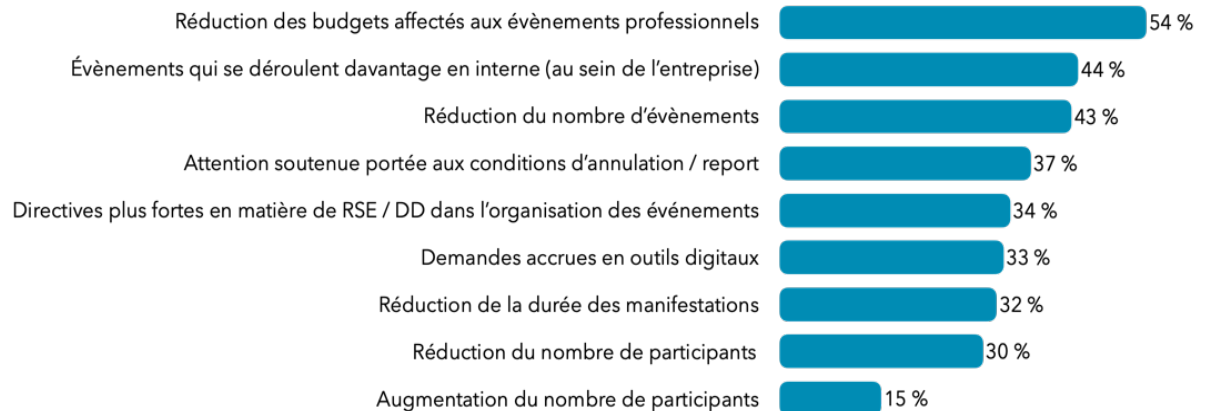 Réduction des budgets affectés aux évènements professionnels 54 %
Évènements qui se déroulent davantage en interne (au sein de l’entreprise) 44 %
Réduction du nombre d’évènements 43 %
Attention soutenue portée aux conditions d’annulation / report 37 %
Directives plus fortes en matière de RSE / DD dans l’organisation des événements 34 %
Demandes accrues en outils digitaux 33 %
Réduction de la durée des manifestations 32 %
Réduction du nombre de participants 30 %
Augmentation du nombre de participants 15 %